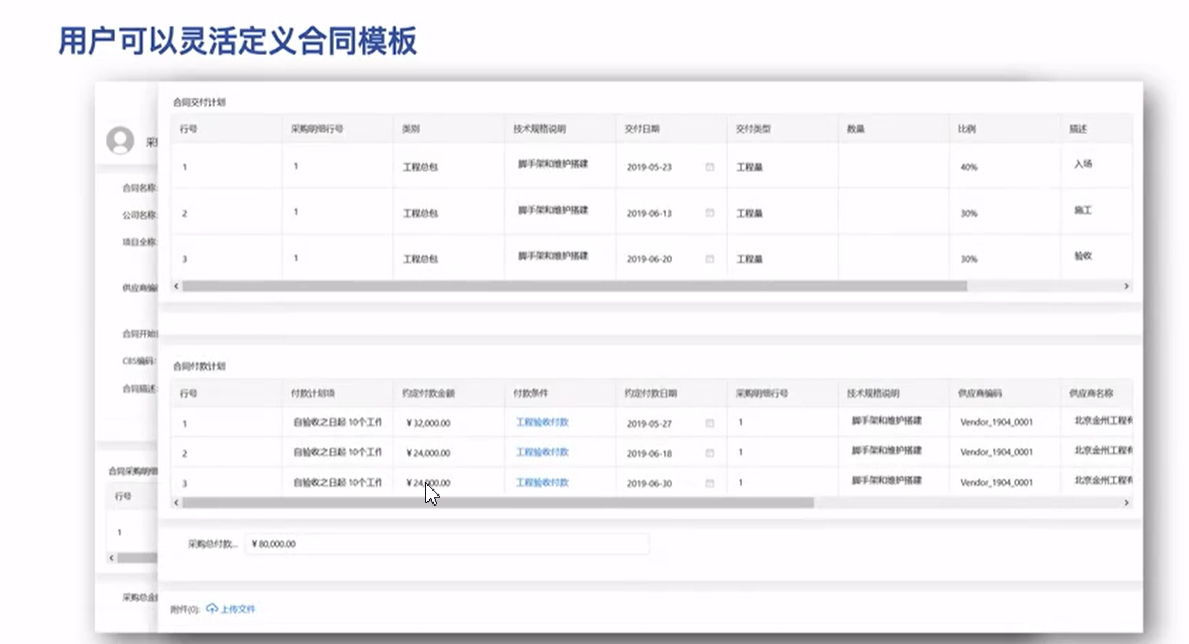 用户可以灵活定义合同模板
采
合同名称:
公司名称:
项目全称:
供应商编
合同开始
CBS编码:
合同描述:
合同采购明细
行号
1
采购总金
合同交付计划
行号 采购明细行号 类别 技术规格说明 交付日期 交付类型 数量 比例 描述
1 1 工程总包 脚手架和维护搭建 2019-05-23 工程量 40% 入场
2 1 工程总包 脚手架和维护搭建 2019-06-13 工程量 30% 施工
3 1 工程总包 脚手架和维护搭建 2019-06-20 工程量 30% 验收
合同付款计划
行号 付款计划项 约定付款金额 付款条件 约定付款日期 采购明细行号 技术规格说明 供应商编码 供应商名称
1 自验收之日起 10个工作 ¥32,000.00 工程验收付款 2019-05-27 1 脚手架和维护搭建 Vendor_1904_0001 北京金州工程有
2 自验收之日起 10个工作 ¥24,000.00 工程验收付款 2019-06-18 1 脚手架和维护搭建 Vendor_1904_0001 北京金州工程有
3 自验收之日起 10个工作 ¥24,000.00 工程验收付款 2019-06-30 1 脚手架和维护搭建 Vendor_1904_0001 北京金州工程有
采购总付款... ¥80,000.00
附件(0): 上传文件